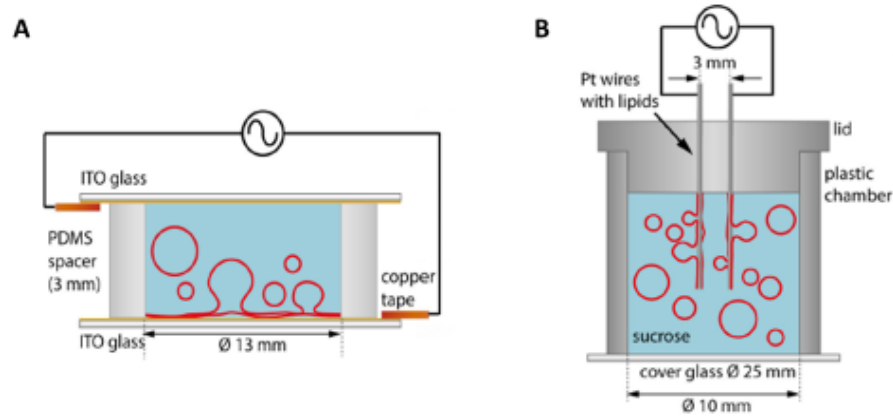 A
ITO glass
PDMS
spacer
(3 mm)
copper
tape
ITO glass
Ø 13 mm
B
3 mm
Pt wires
with lipids
lid
plastic
chamber
sucrose
cover glass Ø 25 mm
Ø 10 mm